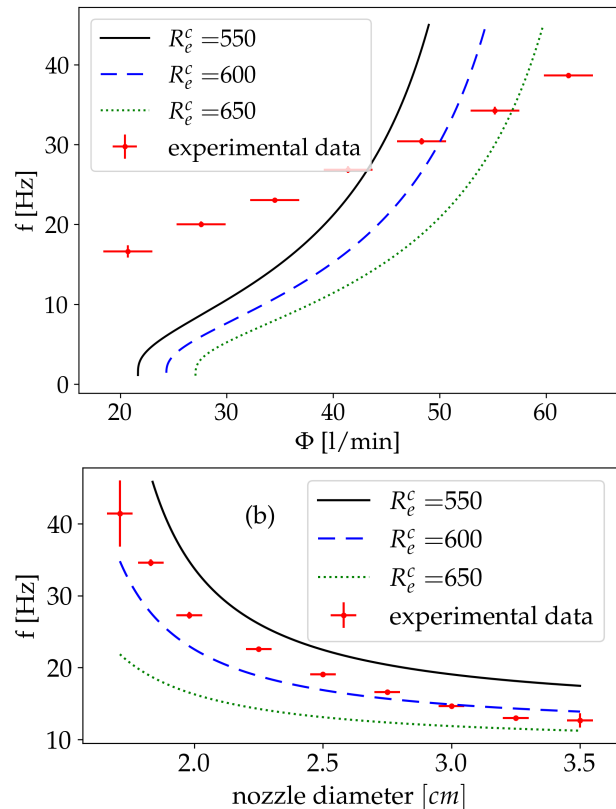 40
30
20
10
0
f [Hz]
R_e^c =550
R_e^c =600
R_e^c =650
experimental data
20 30 40 50 60
Φ [l/min]
40
30
20
10
f [Hz]
(b)
R_e^c =550
R_e^c =600
R_e^c =650
experimental data
2.0 2.5 3.0 3.5
nozzle diameter [cm]